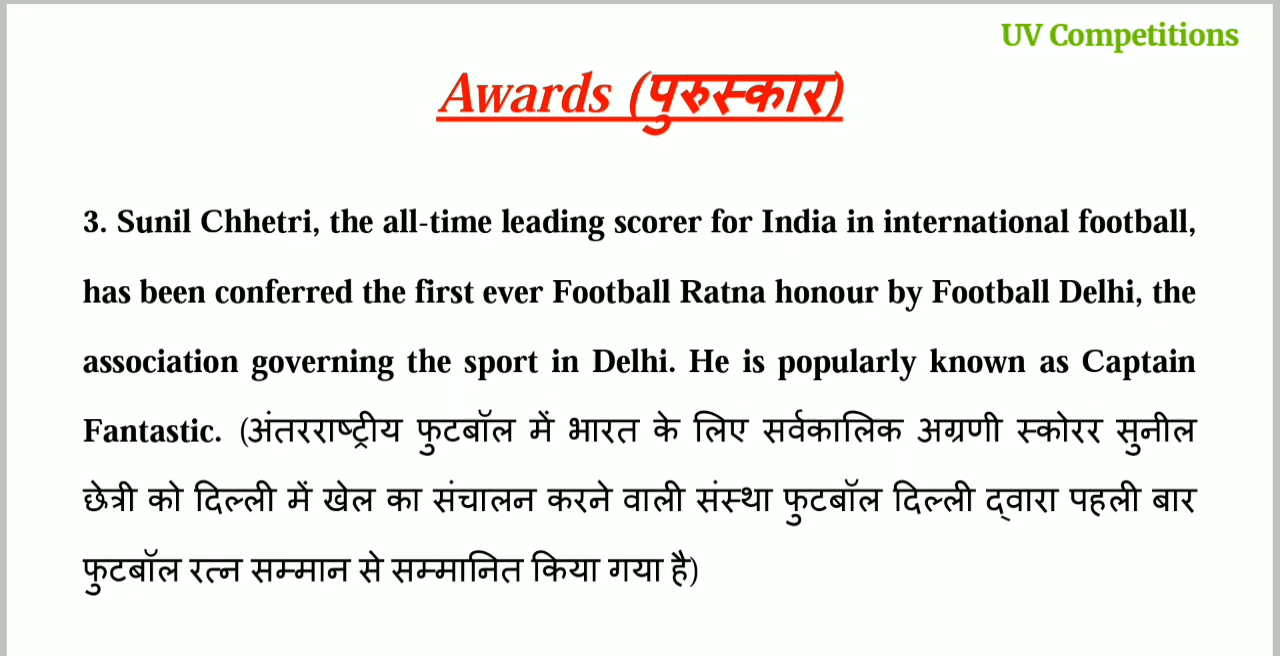 UV Competitions
Awards (पुरुस्कार)
3. Sunil Chhetri, the all-time leading scorer for India in international football,
has been conferred the first ever Football Ratna honour by Football Delhi, the
association governing the sport in Delhi. He is popularly known as Captain
Fantastic. (अंतरराष्ट्रीय फुटबॉल में भारत के लिए सर्वकालिक अग्रणी स्कोरर सुनील
छेत्री को दिल्ली में खेल का संचालन करने वाली संस्था फुटबॉल दिल्ली द्वारा पहली बार
फुटबॉल रत्न सम्मान से सम्मानित किया गया है)